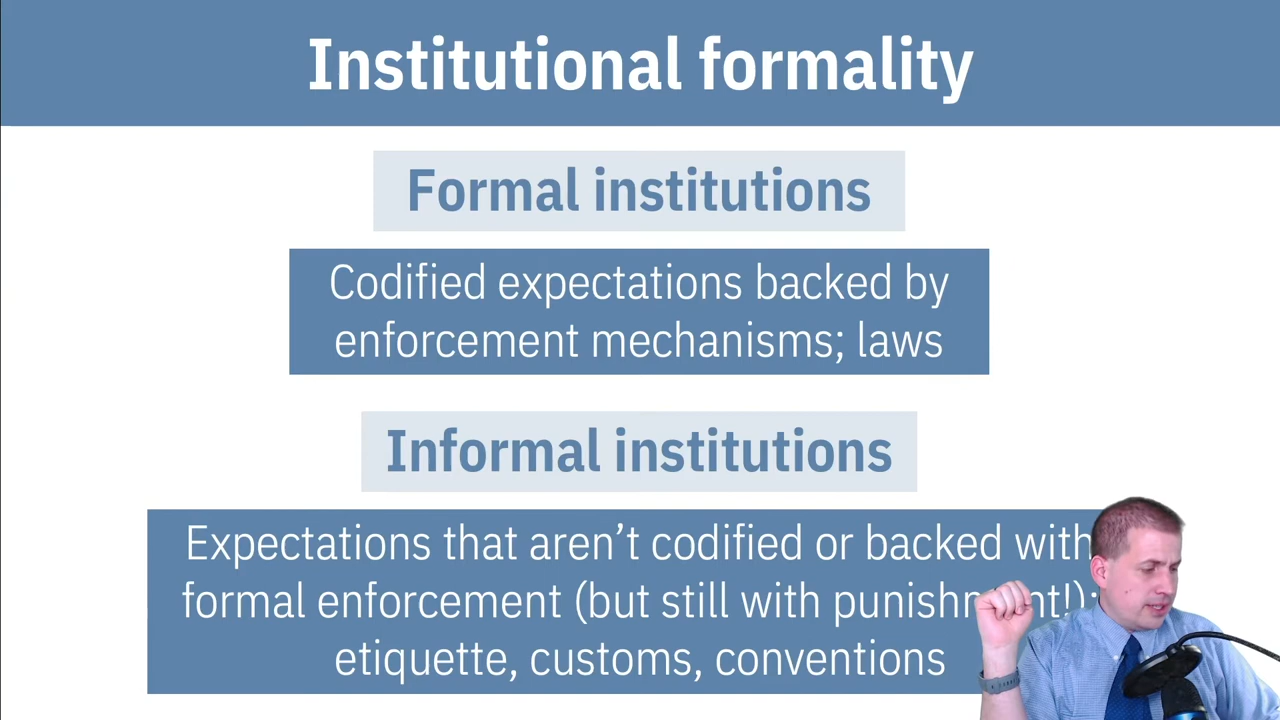 Institutional formality
Formal institutions
Codified expectations backed by
enforcement mechanisms; laws
Informal institutions
Expectations that aren’t codified or backed with
formal enforcement (but still with punishment!);
etiquette, customs, conventions